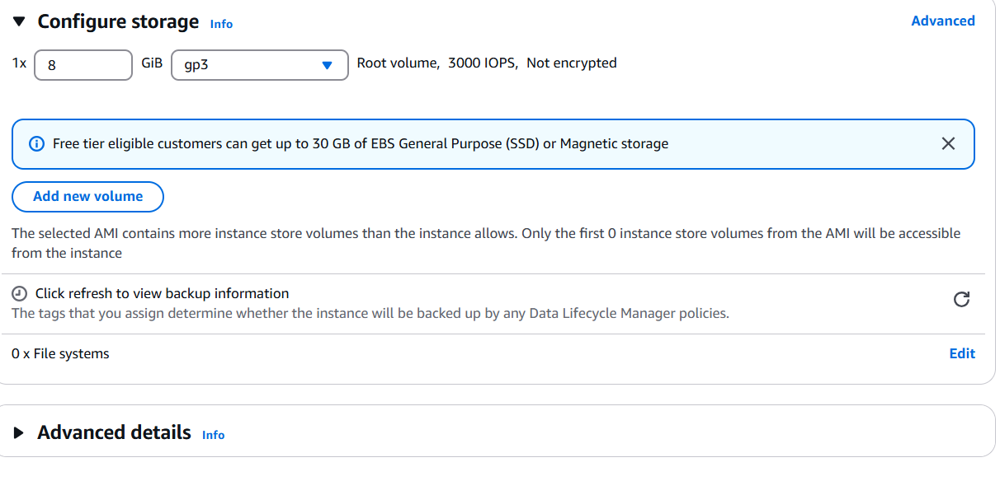 Configure storage Info Advanced
1x 8 GiB gp3 Root volume, 3000 IOPS, Not encrypted
Free tier eligible customers can get up to 30 GB of EBS General Purpose (SSD) or Magnetic storage
Add new volume
The selected AMI contains more instance store volumes than the instance allows. Only the first 0 instance store volumes from the AMI will be accessible
from the instance
Click refresh to view backup information
The tags that you assign determine whether the instance will be backed up by any Data Lifecycle Manager policies.
0 x File systems Edit
Advanced details Info